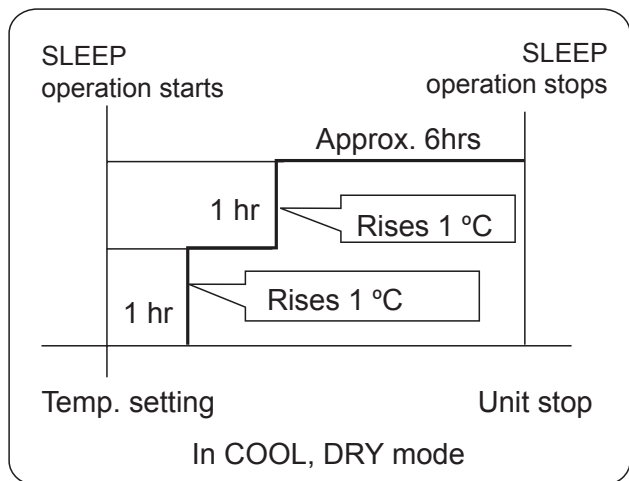 SLEEP
operation starts
SLEEP
operation stops
Approx. 6hrs
1 hr
Rises 1 ºC
1 hr
Rises 1 ºC
Temp. setting
Unit stop
In COOL, DRY mode